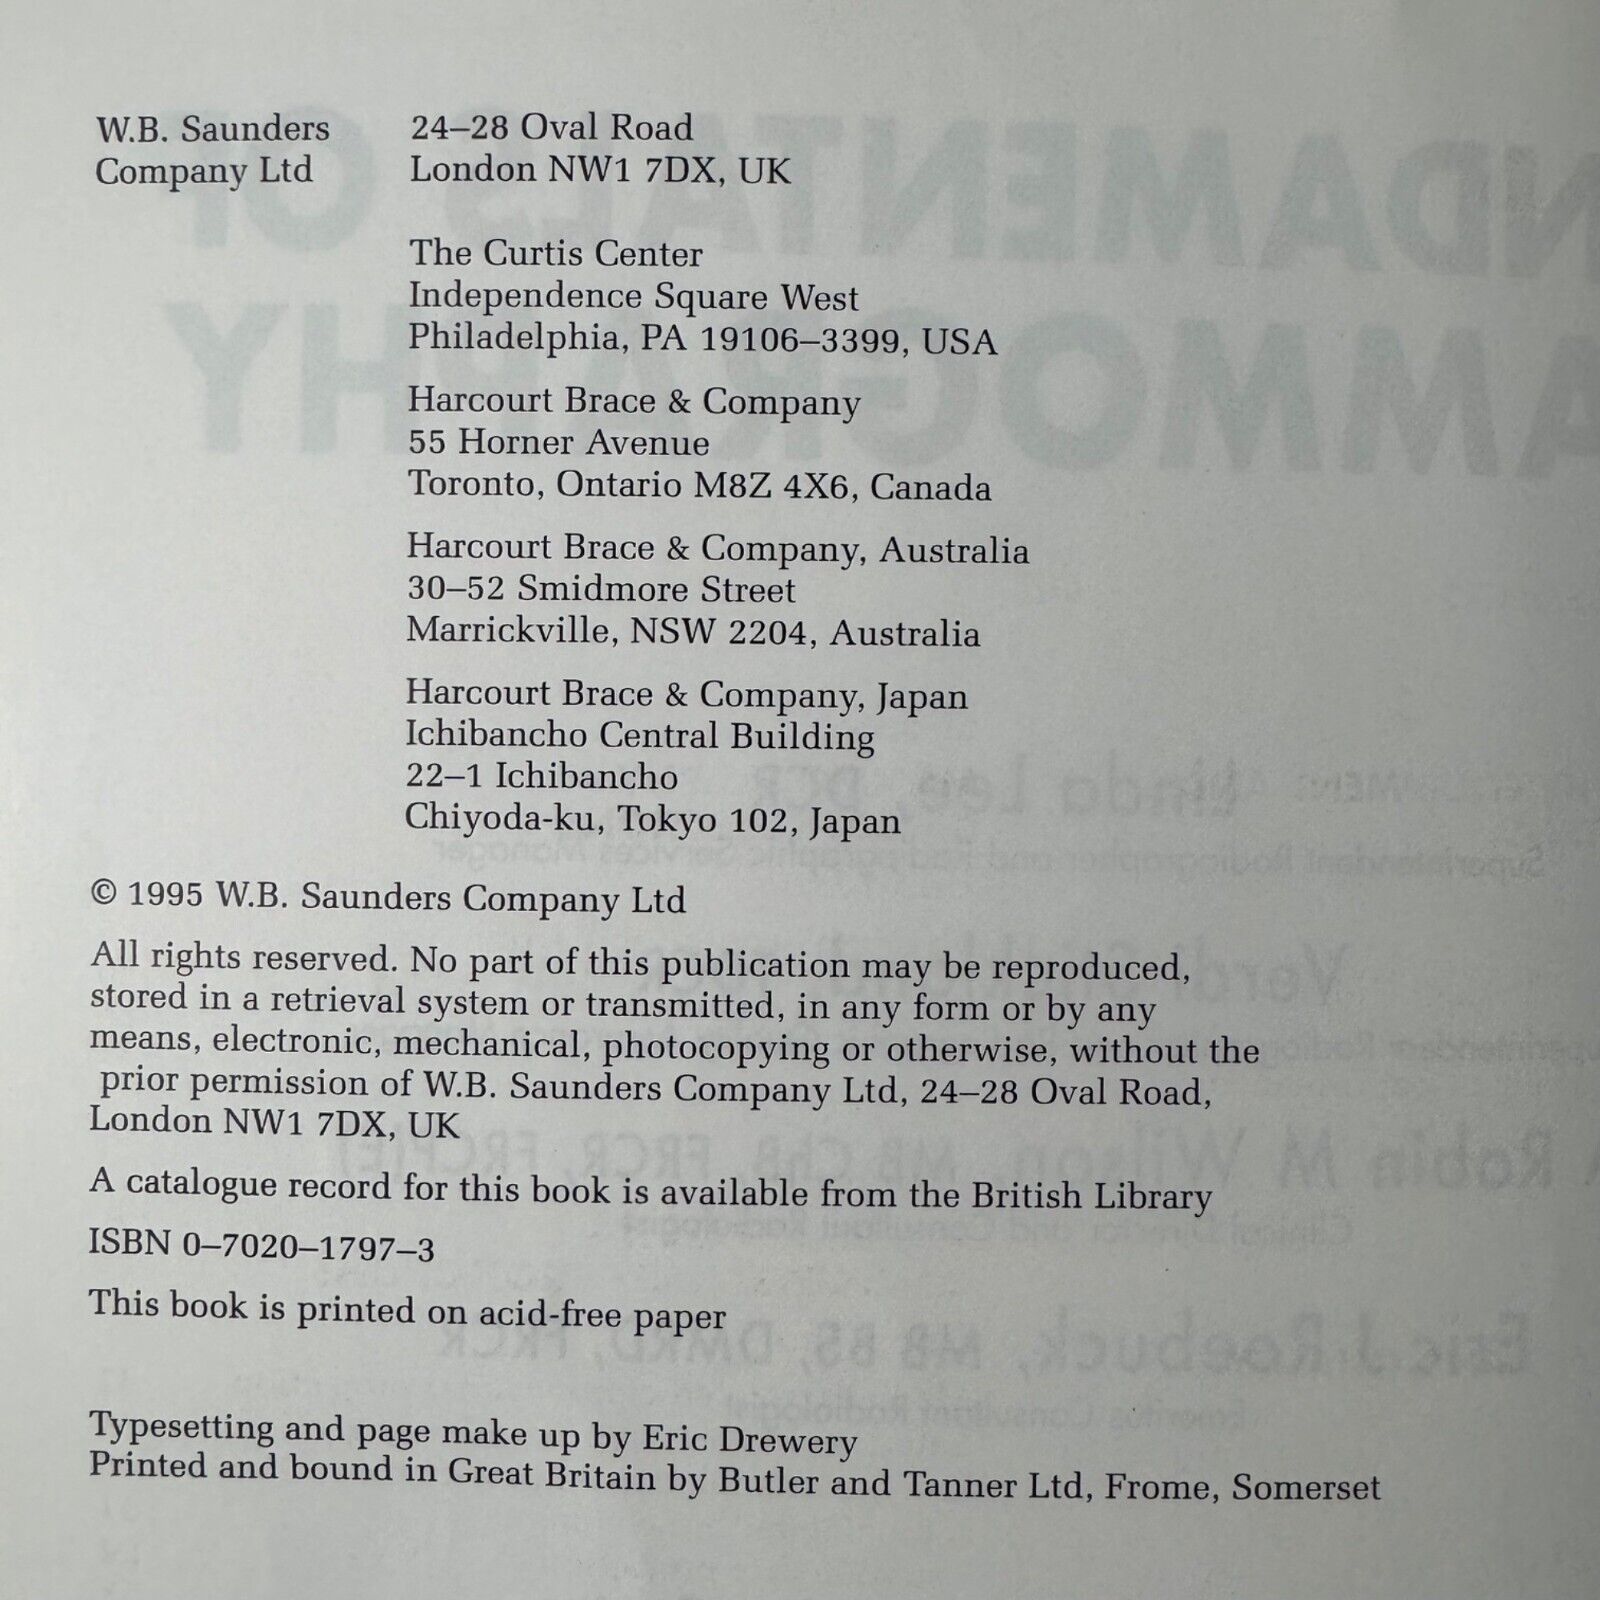 W.B. Saunders
Company Ltd
24–28 Oval Road
London NW1 7DX, UK
The Curtis Center
Independence Square West
Philadelphia, PA 19106–3399, USA
Harcourt Brace & Company
55 Horner Avenue
Toronto, Ontario M8Z 4X6, Canada
Harcourt Brace & Company, Australia
30–52 Smidmore Street
Marrickville, NSW 2204, Australia
Harcourt Brace & Company, Japan
Ichibancho Central Building
22–1 Ichibancho
Chiyoda-ku, Tokyo 102, Japan
© 1995 W.B. Saunders Company Ltd
All rights reserved. No part of this publication may be reproduced,
stored in a retrieval system or transmitted, in any form or by any
means, electronic, mechanical, photocopying or otherwise, without the
prior permission of W.B. Saunders Company Ltd, 24–28 Oval Road,
London NW1 7DX, UK
A catalogue record for this book is available from the British Library
ISBN 0–7020–1797–3
This book is printed on acid-free paper
Typesetting and page make up by Eric Drewery
Printed and bound in Great Britain by Butler and Tanner Ltd, Frome, Somerset